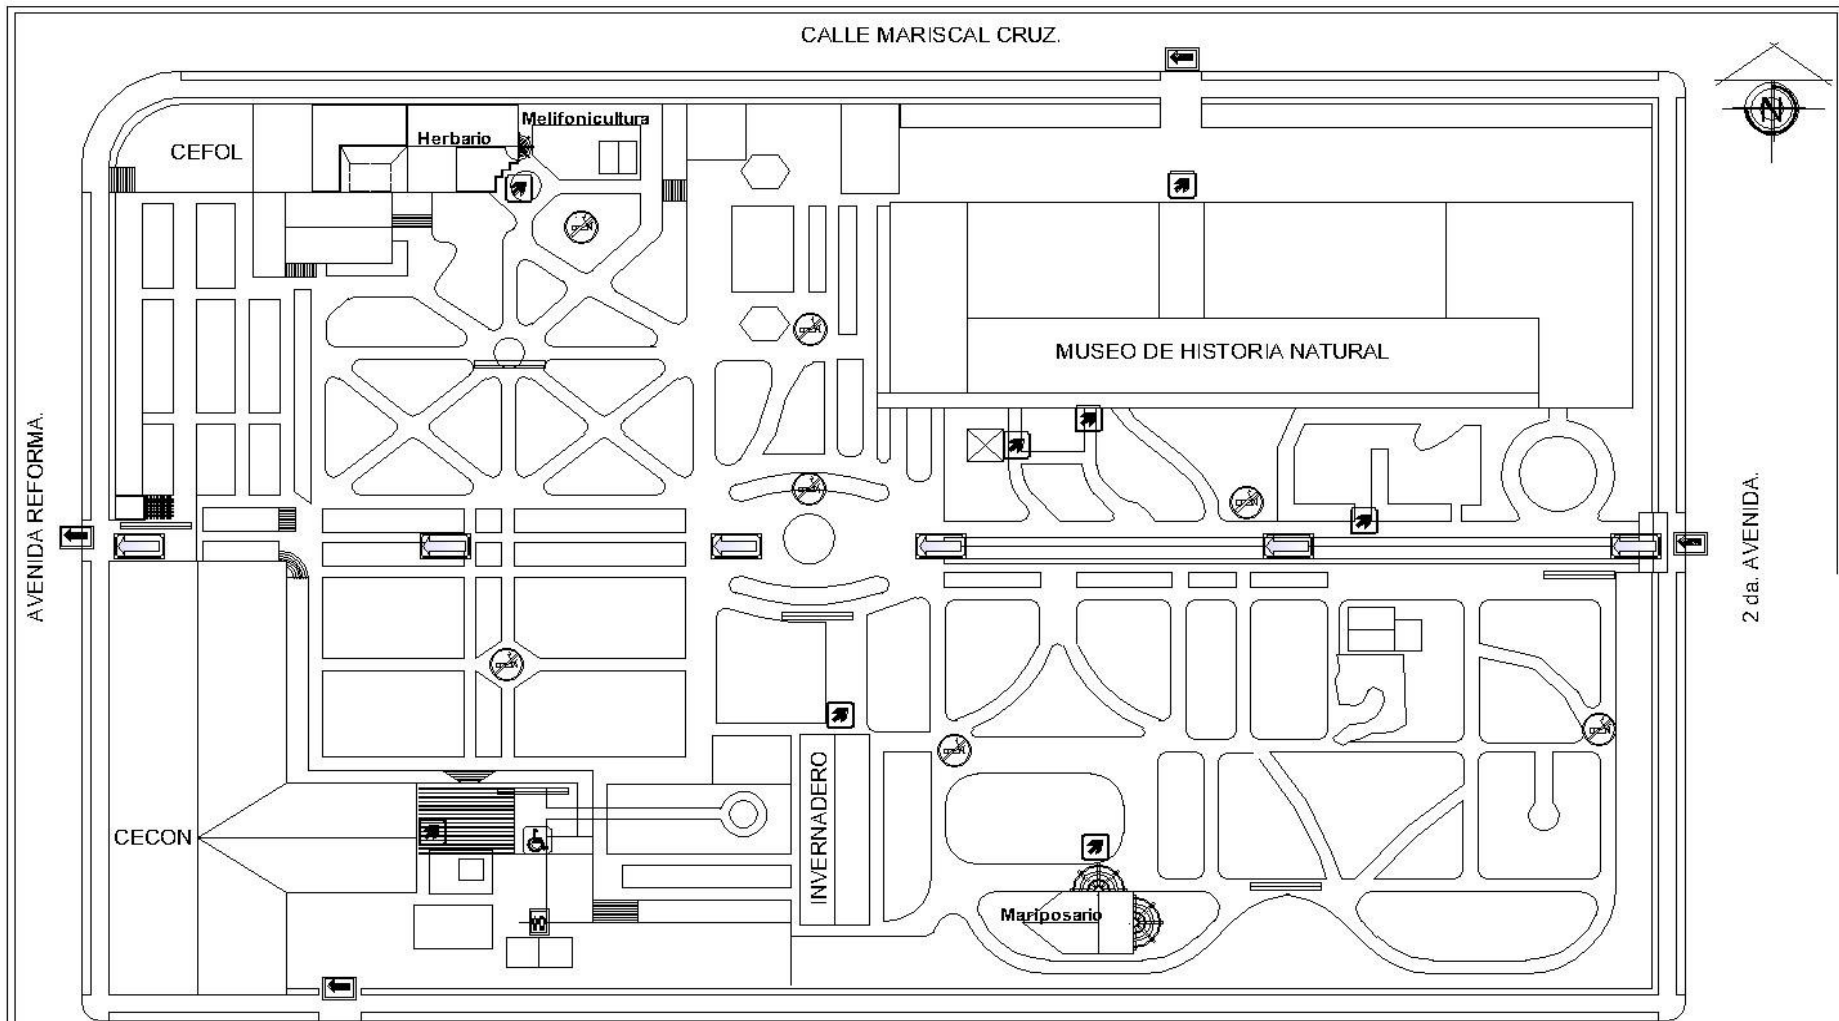 CALLE MARISCAL CRUZ.
N
Melifonicultura
Herbario
CEFOL
MUSEO DE HISTORIA NATURAL
AVENIDA REFORMA.
2 da. AVENIDA.
INVERNADERO
CECON
Mariposario